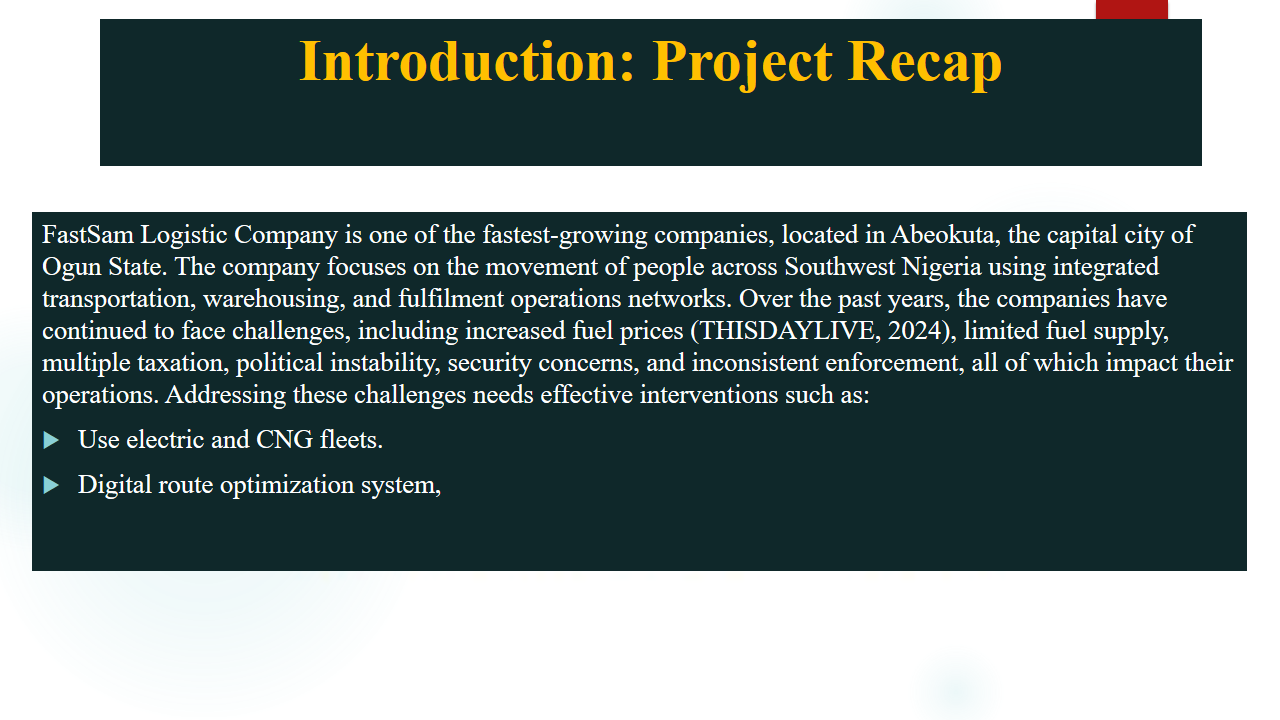 Introduction: Project Recap
FastSam Logistic Company is one of the fastest-growing companies, located in Abeokuta, the capital city of
Ogun State. The company focuses on the movement of people across Southwest Nigeria using integrated
transportation, warehousing, and fulfilment operations networks. Over the past years, the companies have
continued to face challenges, including increased fuel prices (THISDAYLIVE, 2024), limited fuel supply,
multiple taxation, political instability, security concerns, and inconsistent enforcement, all of which impact their
operations. Addressing these challenges needs effective interventions such as:
Use electric and CNG fleets.
Digital route optimization system,